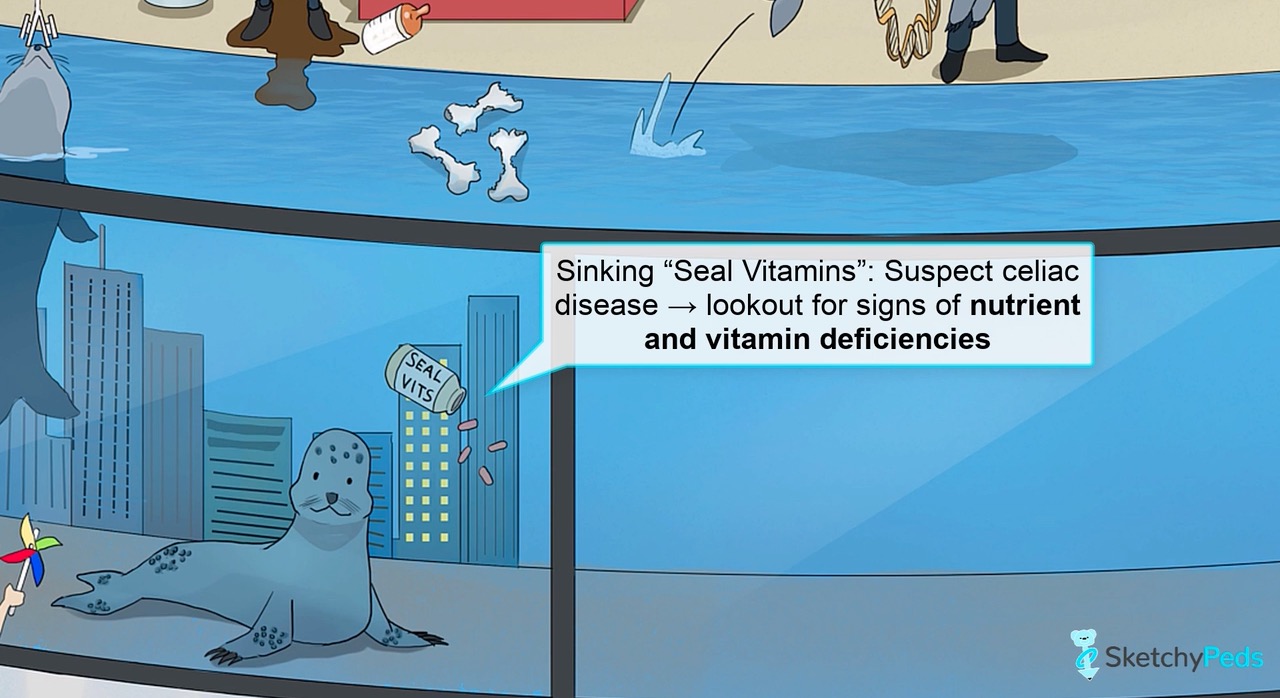 Sinking “Seal Vitamins”: Suspect celiac
disease → lookout for signs of nutrient
and vitamin deficiencies
SEAL
VITS
SketchyPeds